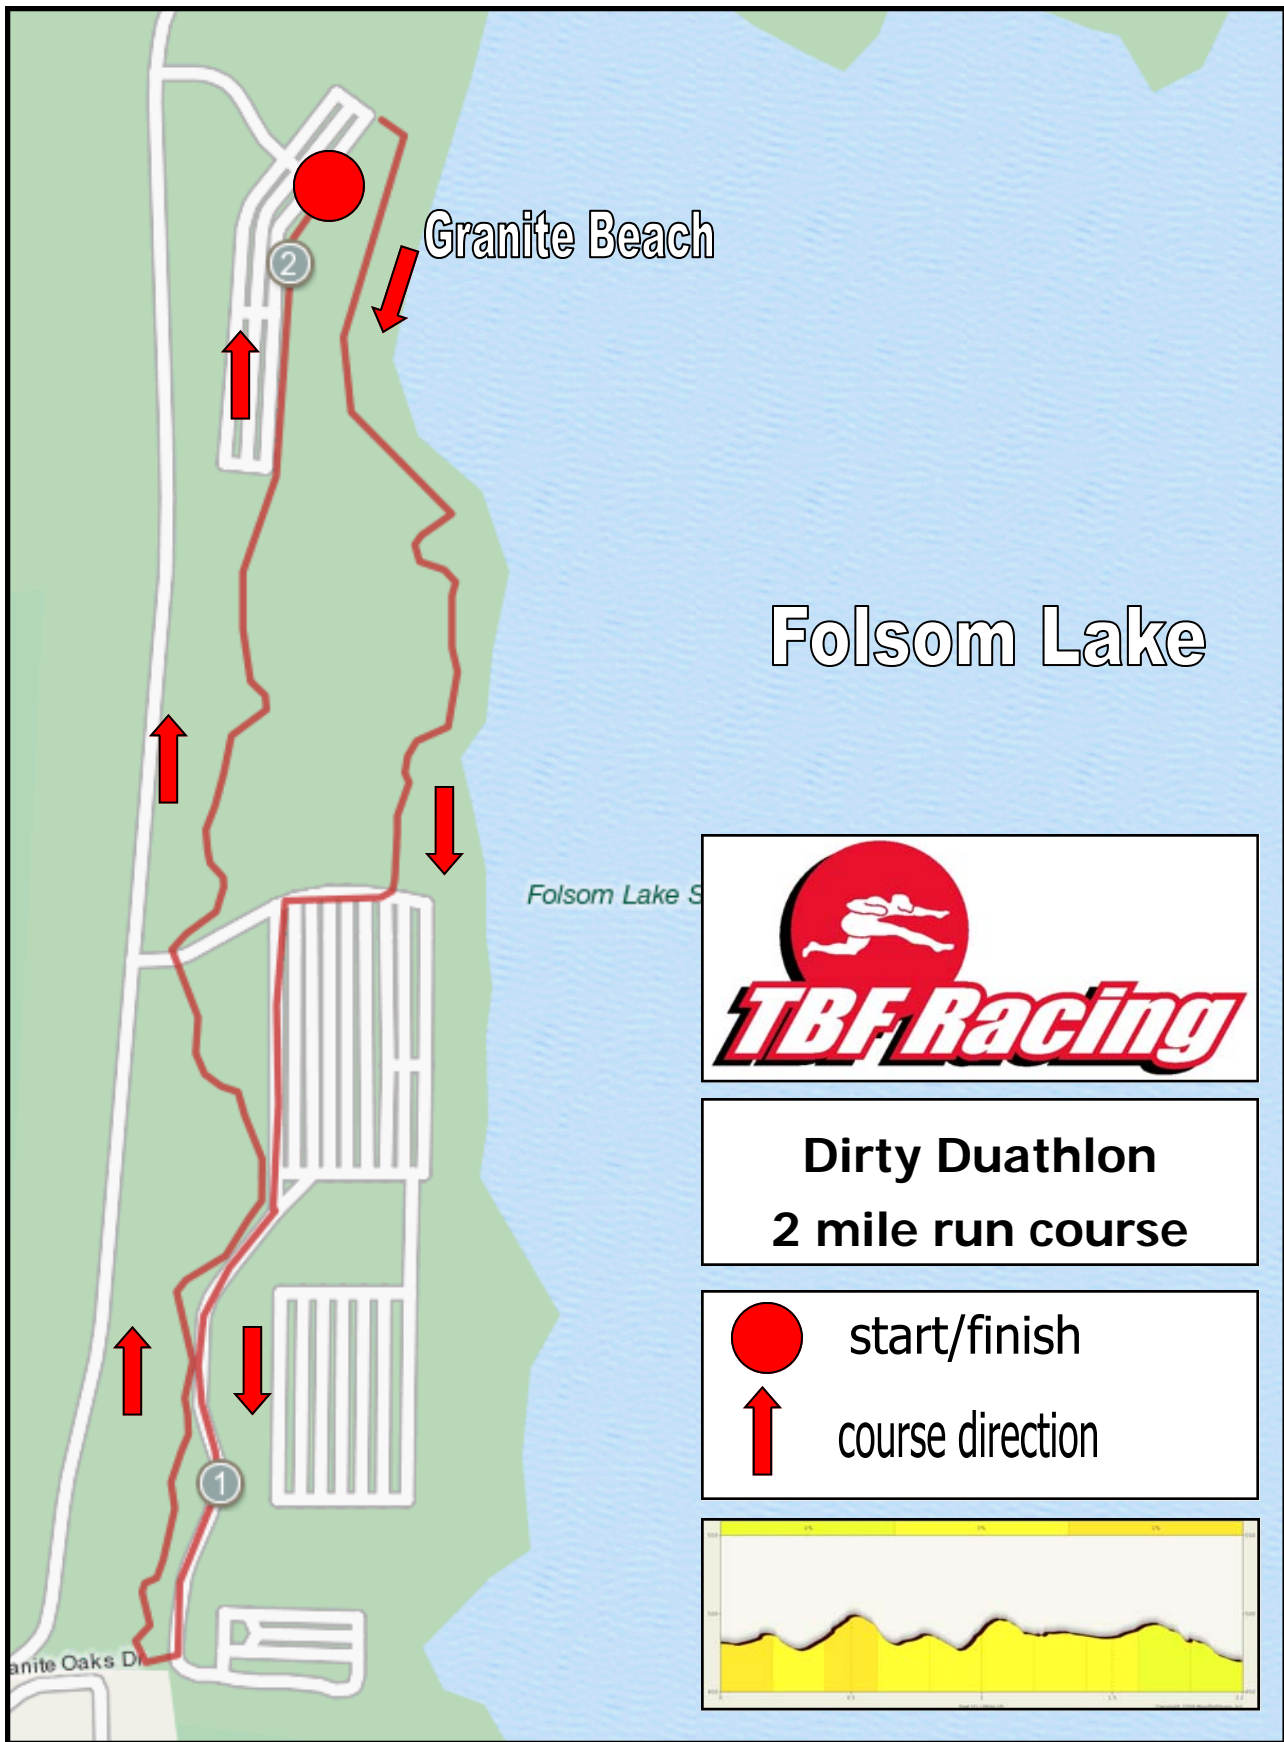 2
Granite Beach
Folsom Lake
Folsom Lake S
TBF Racing
Dirty Duathlon
2 mile run course
start/finish
course direction
1
anite Oaks Dr